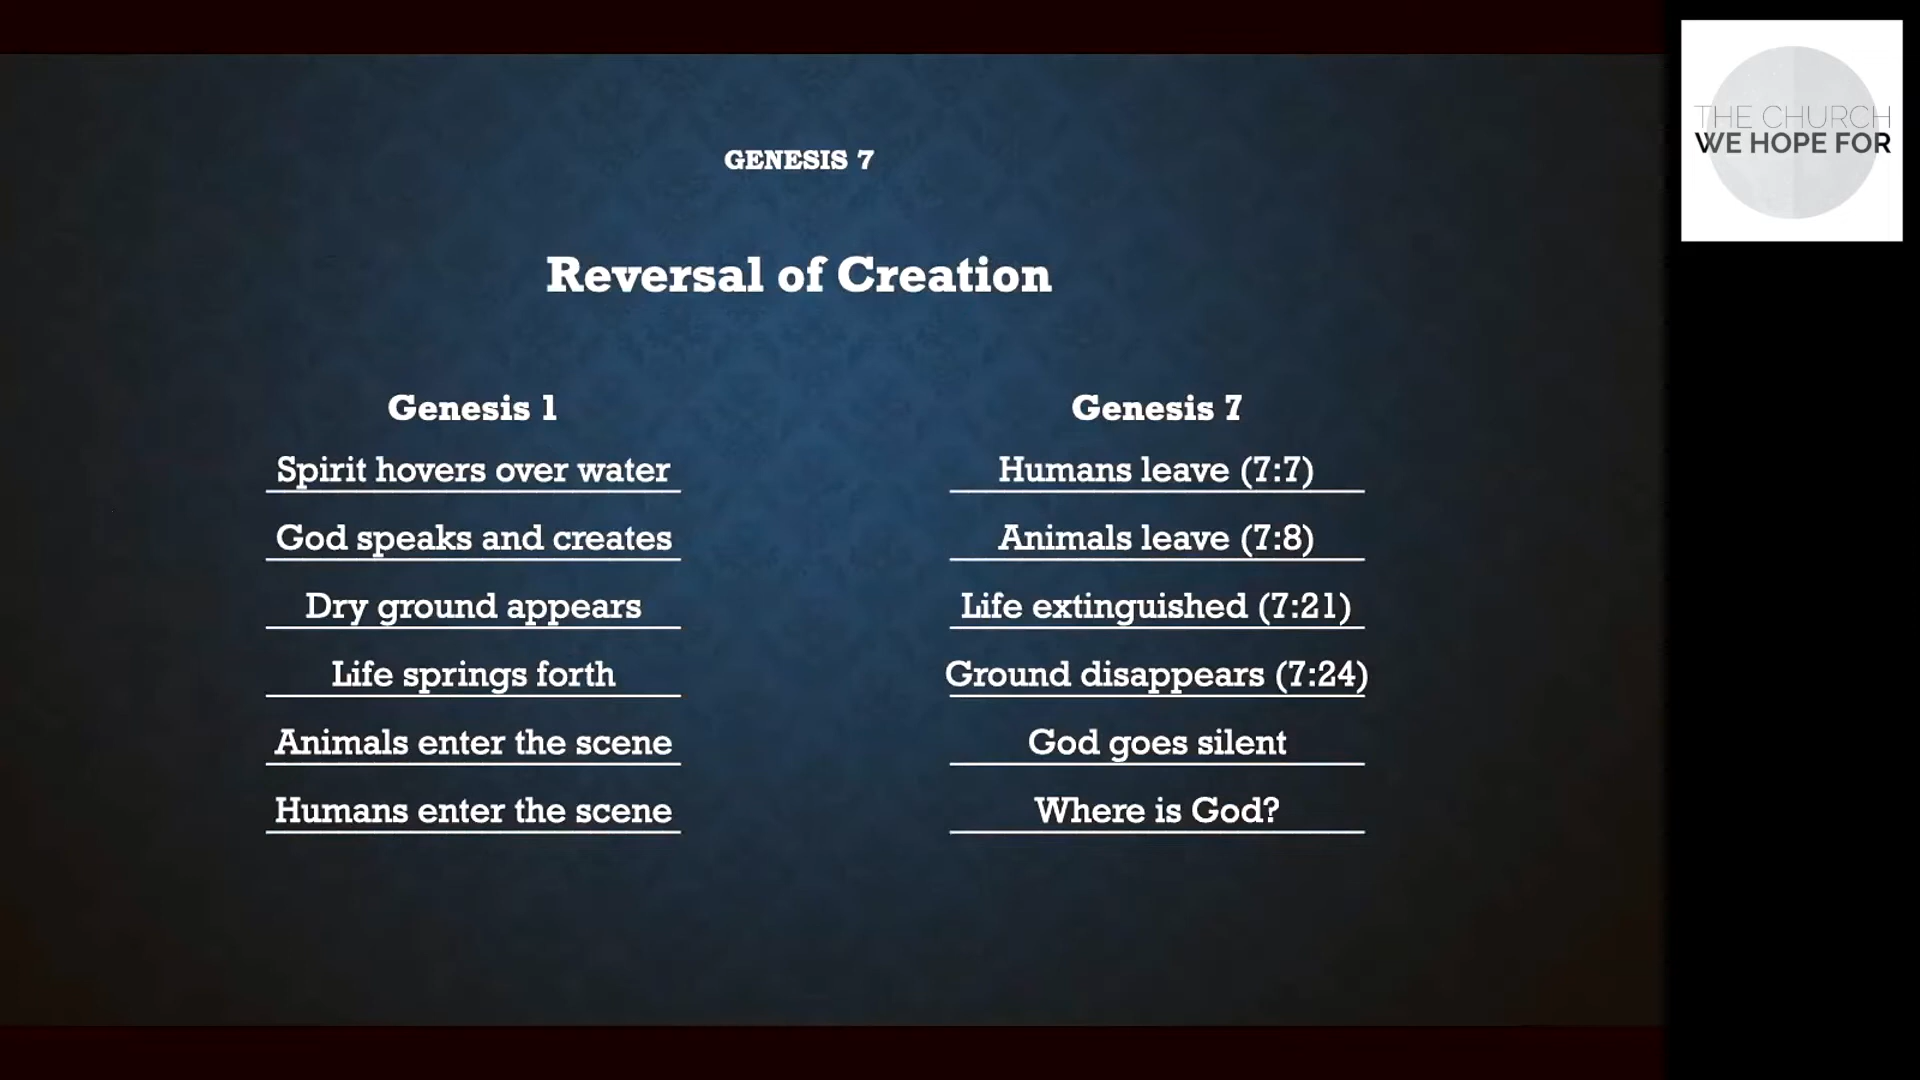 GENESIS 7
Reversal of Creation
Genesis 1
Spirit hovers over water
God speaks and creates
Dry ground appears
Life springs forth
Animals enter the scene
Humans enter the scene
Genesis 7
Humans leave (7:7)
Animals leave (7:8)
Life extinguished (7:21)
Ground disappears (7:24)
God goes silent
Where is God?
THE CHURCH
WE HOPE FOR